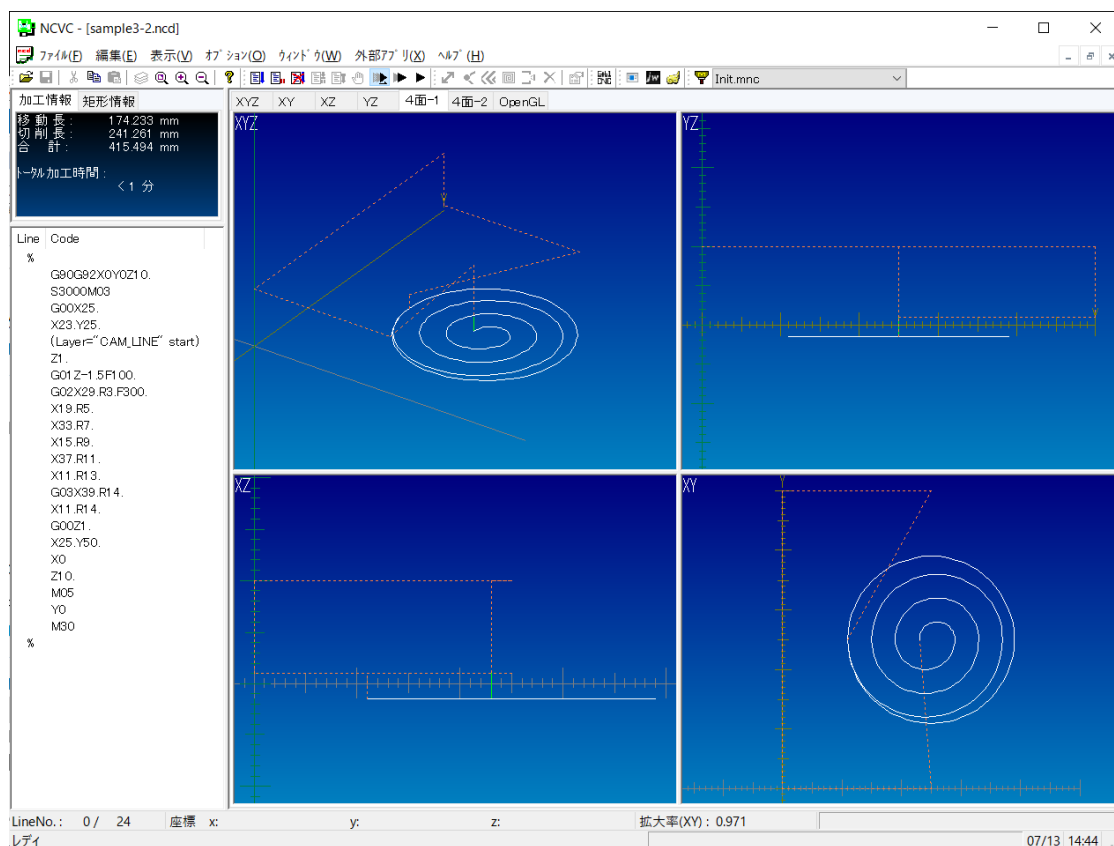 NCVC - [sample3-2.ncd]
ファイル(F) 編集(E) 表示(V) オプション(O) ウィンドウ(W) 外部アプリ(X) ヘルプ(H)
Init.mnc
加工情報 矩形情報
移動長: 174.233 mm
切削長: 241.261 mm
合 計: 415.494 mm
トータル加工時間:
<1 分
XYZ XY XZ YZ 4面-1 4面-2 OpenGL
XYZ
YZ
XZ
XY
Y
Line Code
%
G90G92X0Y0Z10.
S3000M03
G00X25.
X23.Y25.
(Layer="CAM_LINE" start)
Z1.
G01Z-1.5F100.
G02X29.R3.F300.
X19.R5.
X33.R7.
X15.R9.
X37.R11.
X11.R13.
G03X39.R14.
X11.R14.
G00Z1.
X25.Y50.
X0
Z10.
M05
Y0
M30
%
LineNo.: 0 / 24 座標 x: y: z: 拡大率(XY) : 0.971
レディ 07/13 14:44